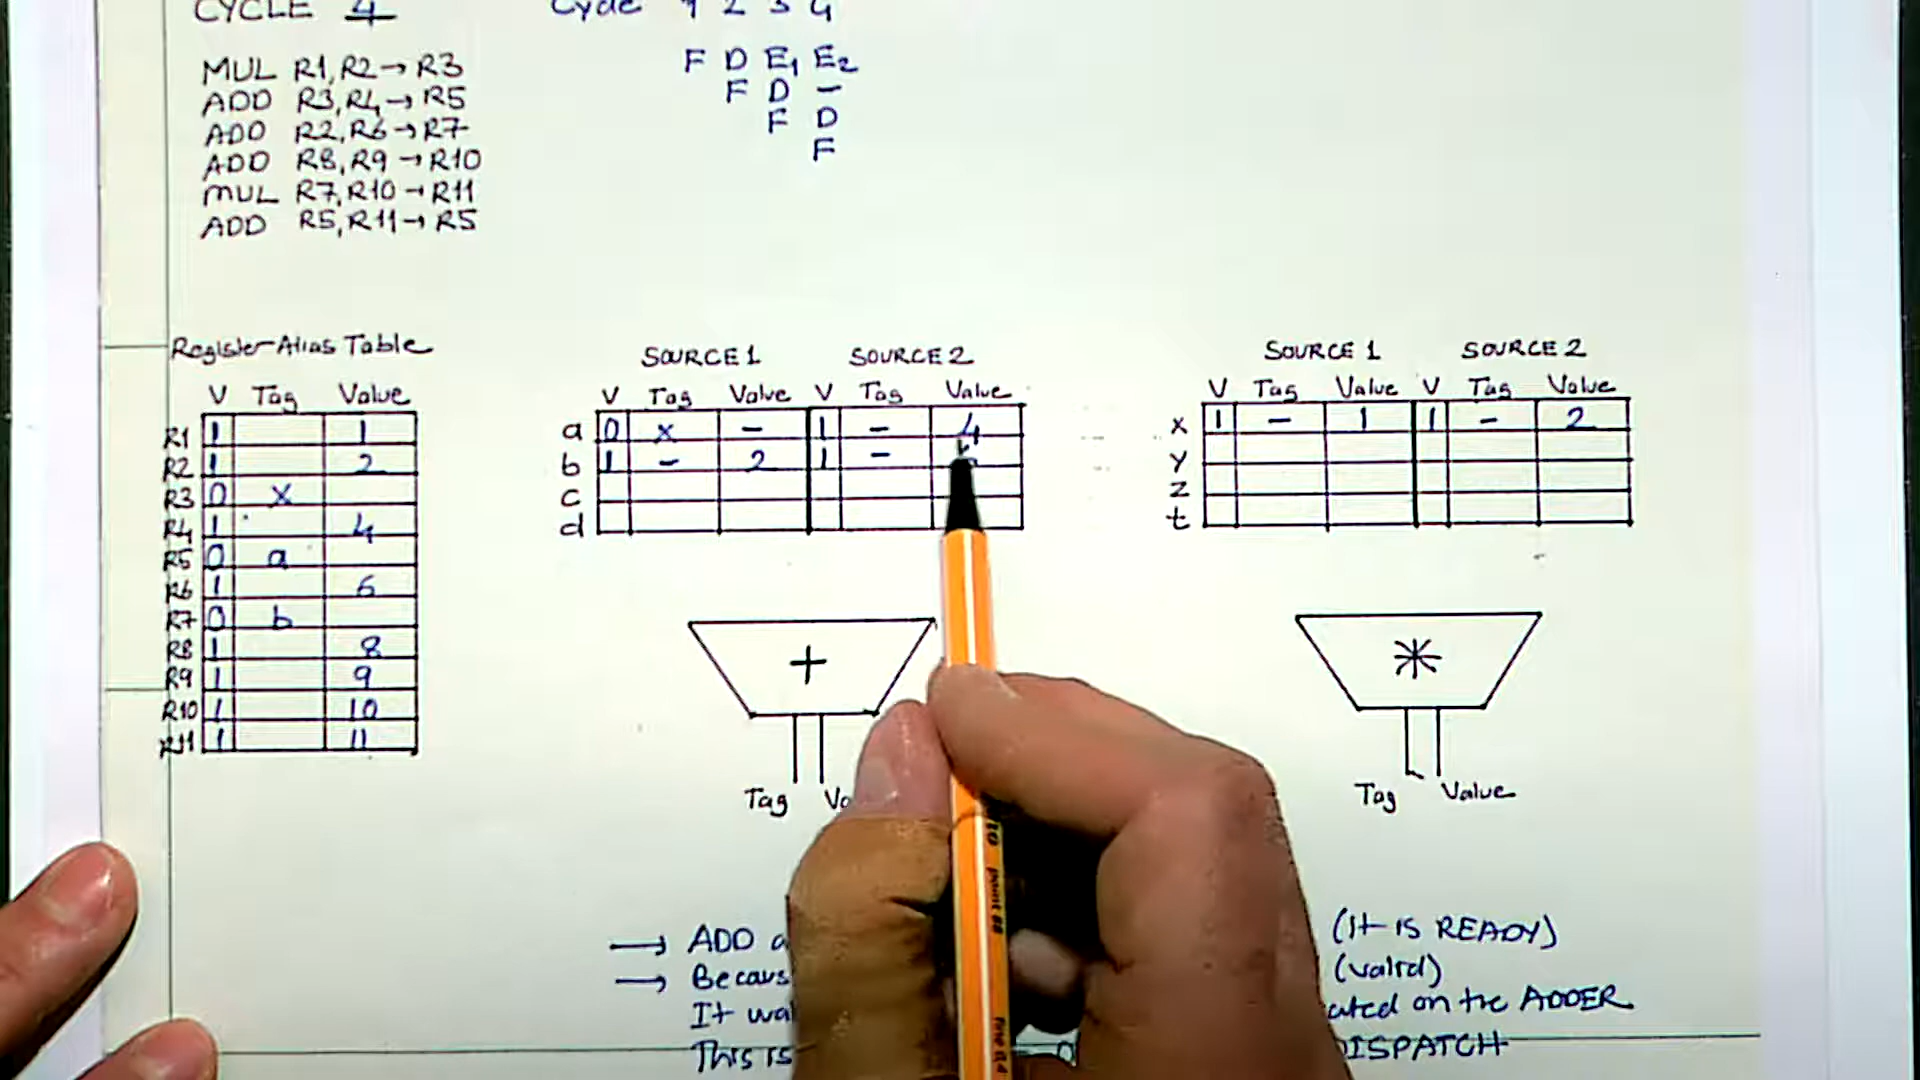 CYCLE 4
Cycle 1 2 3 4
MUL R1,R2→R3
F D E1 E2
ADD R3,R4→R5
F D –
ADD R2,R6→R7
F D
ADD R8,R9→R10
F
MUL R7,R10→R11
ADD R5,R11→R5
Register Alias Table
V Tag Value
R1 1 1
R2 1 2
R3 0 x
R4 1 4
R5 0 a
R6 1 6
R7 0 b
R8 1 8
R9 1 9
R10 1 10
R11 1 11
SOURCE 1 SOURCE 2
V Tag Value V Tag Value
a 0 x – 1 – 4
b 1 – 2 1 –
c
d
+
Tag
SOURCE 1 SOURCE 2
V Tag Value V Tag Value
x 1 – 1 1 – 2
y
z
t
*
Tag Value
→ ADD (It IS READY)
→ (valid)
It on the ADDER
This is